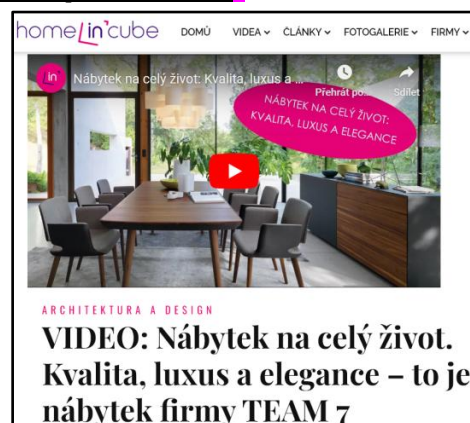 home in cube DOMŮ VIDEA ČLÁNKY FOTOGALERIE FIRMY
in Nábytek na celý život: Kvalita, luxus a ...
Přehrát po... Sdílet
NÁBYTEK NA CELÝ ŽIVOT:
KVALITA, LUXUS A ELEGANCE
ARCHITEKTURA A DESIGN
VIDEO: Nábytek na celý život.
Kvalita, luxus a elegance – to je
nábytek firmy TEAM 7